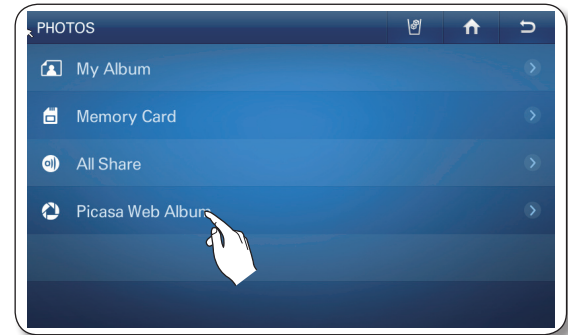 PHOTOS
My Album
Memory Card
All Share
Picasa Web Album